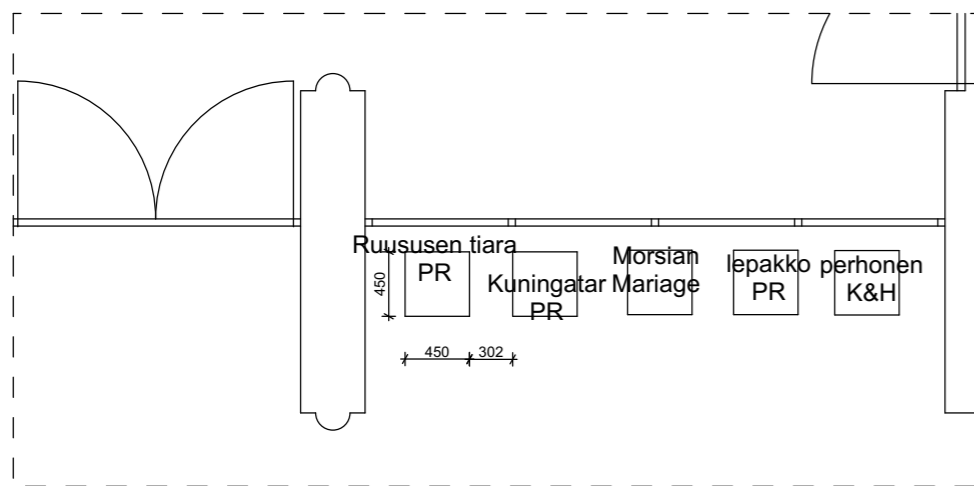 Ruususen tiara
PR
Kuningatar
PR
Morsian
Mariage
lepakko
PR
perhonen
K&H
450
450
302